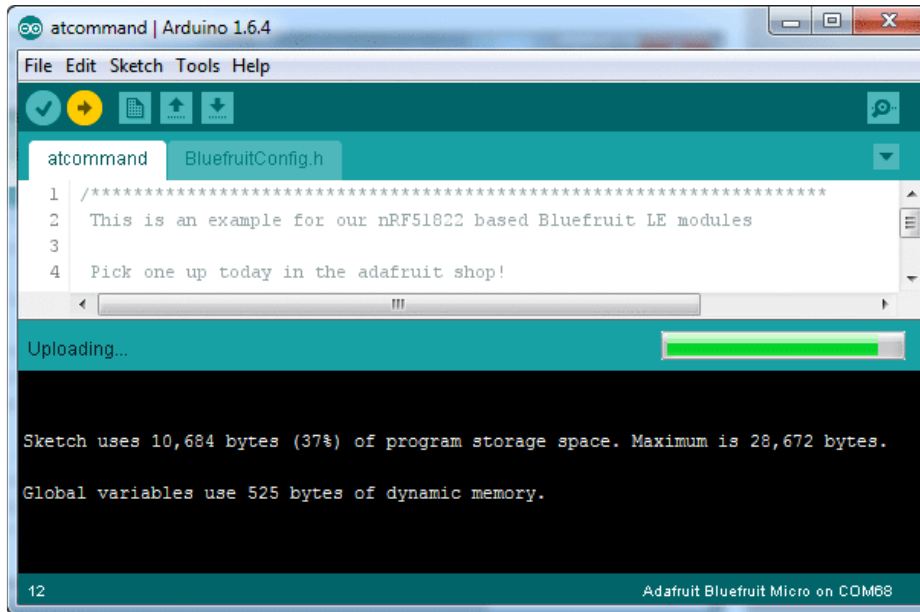 atcommand | Arduino 1.6.4
File Edit Sketch Tools Help
atcommand BluefruitConfig.h
1 /*********************************************************************
2 This is an example for our nRF51822 based Bluefruit LE modules
3
4 Pick one up today in the adafruit shop!
Uploading...
Sketch uses 10,684 bytes (37%) of program storage space. Maximum is 28,672 bytes.
Global variables use 525 bytes of dynamic memory.
12 Adafruit Bluefruit Micro on COM68